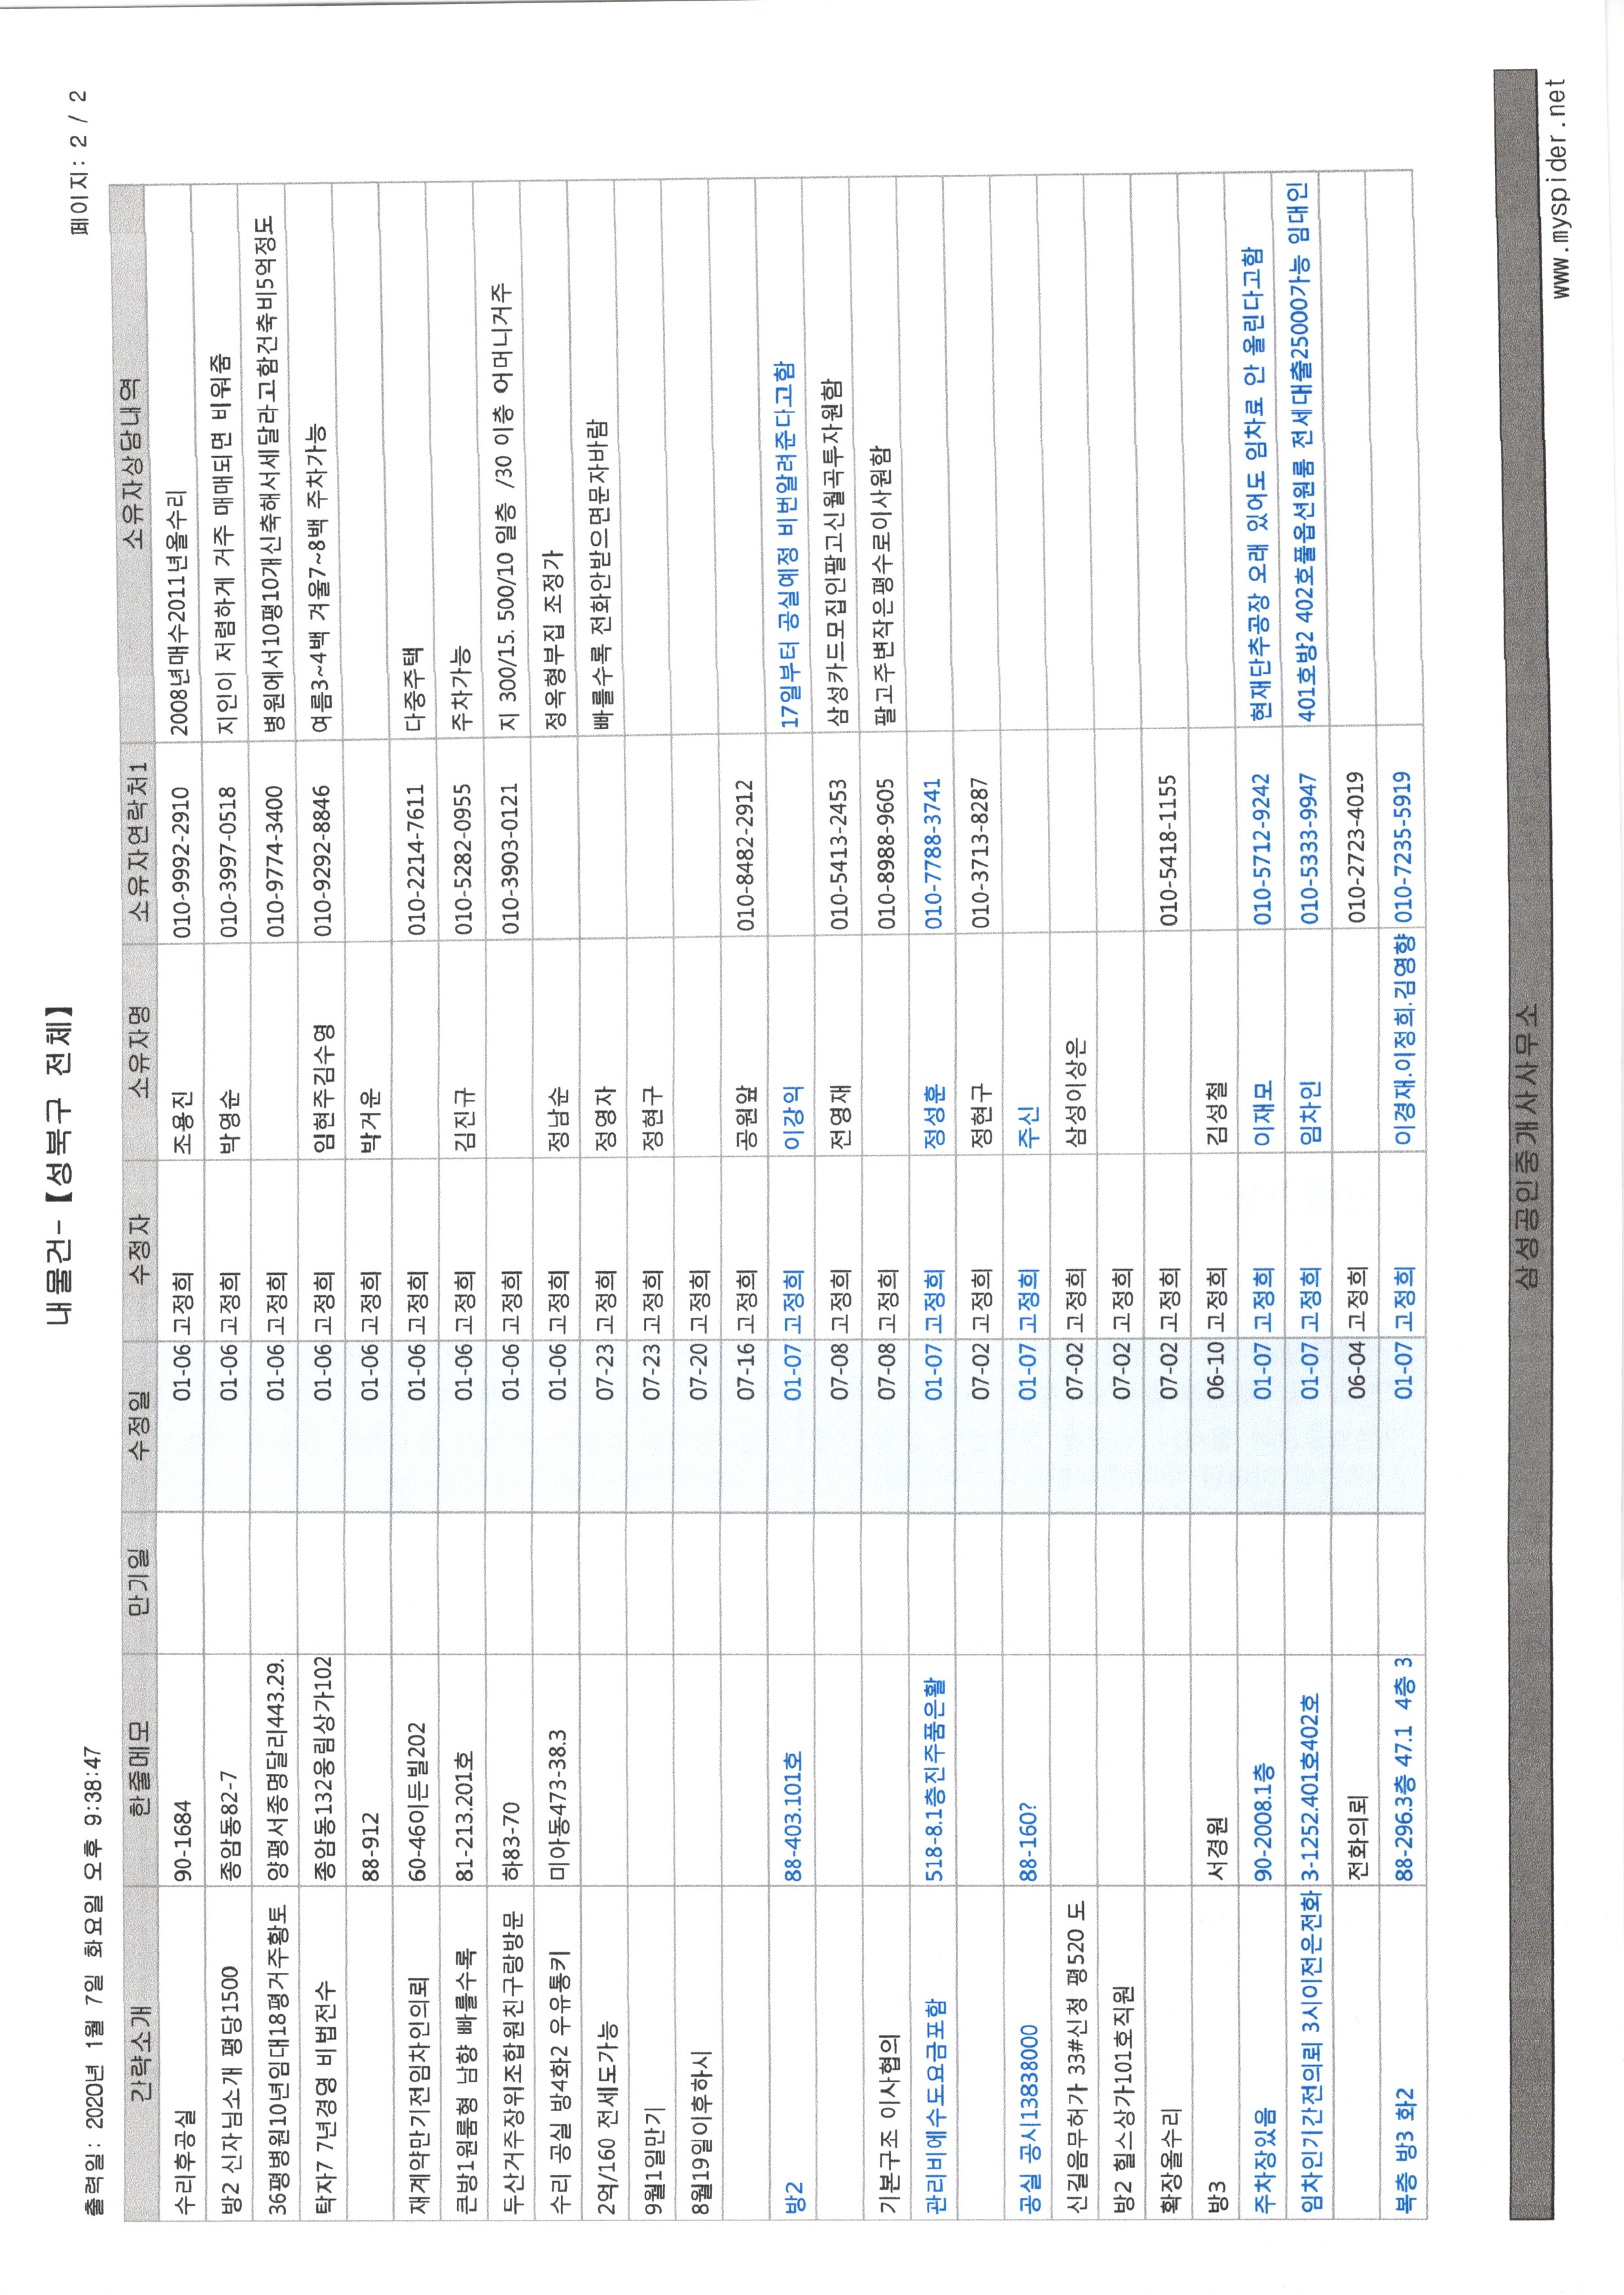 내물건-【성북구 전체】
출력일: 2020년 1월 7일 화요일 오후 9:38:47
페이지: 2 / 2
간략소개 한줄메모 만기일 수정일 수정자 소유자명 소유자연락처1 소유자상담내역
수리후공실 90-1684 01-06 고정희 조용진 010-9992-2910 2008년매수2011년올수리
방2 신자님소개 평당1500 종암동82-7 01-06 고정희 박영순 010-3997-0518 지인이 저렴하게 거주 매매되면 비워줌
36평병원10년임대18평거주황토 양평서종명달리443.29. 01-06 고정희 010-9774-3400 병원에서10평10개신축해서세달라고함건축비5억정도
탁자7 7년경영 비법전수 종암동132웅림상가102 01-06 고정희 임현주김수영 010-9292-8846 여름3~4백 겨울7~8백 주차가능
88-912 01-06 고정희 박거운
재계약만기전임차인의뢰 60-46이든빌202 01-06 고정희 010-2214-7611 다중주택
큰방1원룸형 남향 빠를수록 81-213.201호 01-06 고정희 김진규 010-5282-0955 주차가능
두산거주장위조합원친구랑방문 하83-70 01-06 고정희 010-3903-0121 지 300/15. 500/10 일층 /30 이층 어머니거주
수리 공실 방4화2 우유통키 미아동473-38.3 01-06 고정희 정남순 정옥형부집 조정가
2억/160 전세도가능 07-23 고정희 정영자 빠를수록 전화안받으면문자바람
9월1일만기 07-23 고정희 정현구
8월19일이후하시 07-20 고정희
07-16 고정희 공원앞 010-8482-2912
방2 88-403.101호 01-07 고정희 이강익 17일부터 공실예정 비번알려준다고함
07-08 고정희 전영재 010-5413-2453 삼성카드모집인팔고신월곡투자원함
기본구조 이사협의 07-08 고정희 010-8988-9605 팔고주변작은평수로이사원함
관리비에수도요금포함 518-8.1층진주품은활 01-07 고정희 정성훈 010-7788-3741
07-02 고정희 정현구 010-3713-8287
공실 공시13838000 88-160? 01-07 고정희 주신
신길음무허가 33#신청 평520 도 07-02 고정희 삼성이상은
방2 힐스상가101호직원 07-02 고정희
확장올수리 07-02 고정희 010-5418-1155
방3 서경원 06-10 고정희 김성철
주차장있음 90-2008.1층 01-07 고정희 이재모 010-5712-9242 현재단추공장 오래 있어도 임차료 안 올린다고함
임차인기간전의뢰 3시이전은전화 3-1252.401호402호 01-07 고정희 임차인 010-5333-9947 401호방2 402호풀옵션원룸 전세대출25000가능 임대인
전화의뢰 06-04 고정희 010-2723-4019
복층 방3 화2 88-296.3층 47.1 4층 3 01-07 고정희 이경재.이정희.김영향 010-7235-5919
삼성공인중개사사무소
www.myspider.net